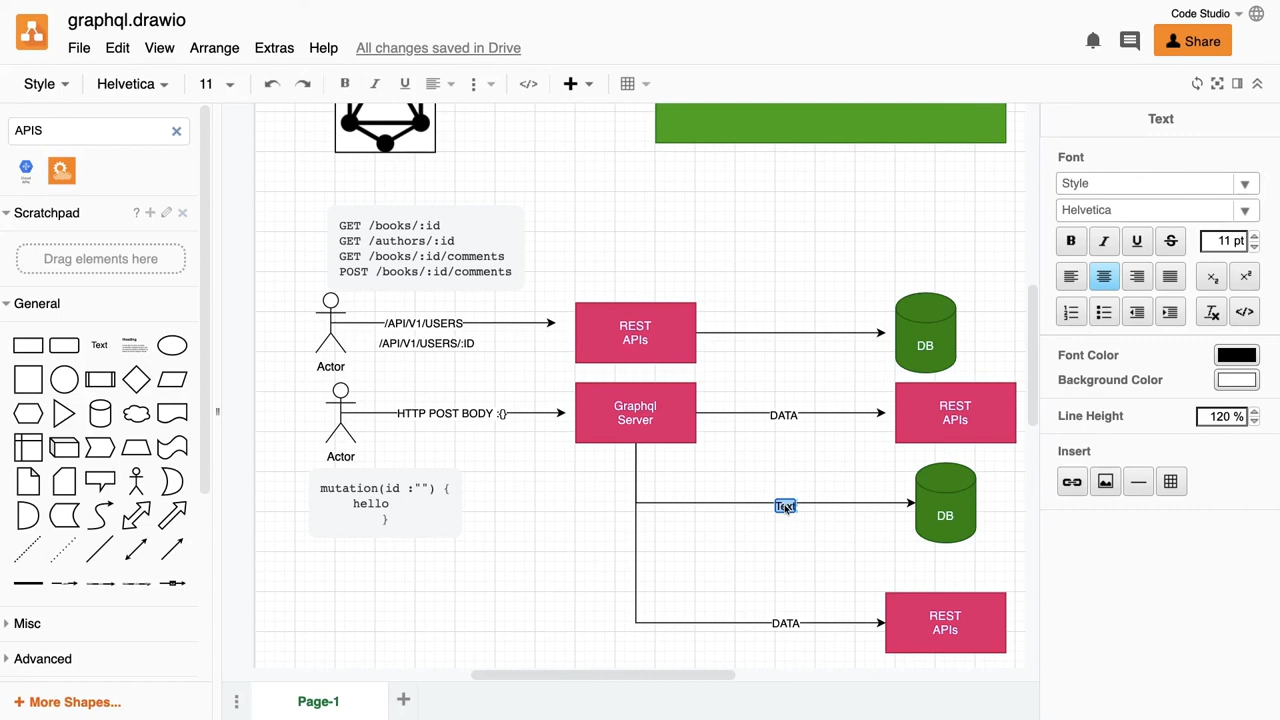 graphql.drawio
Code Studio
File Edit View Arrange Extras Help All changes saved in Drive
Share
Style Helvetica 11
APIS
Scratchpad
Drag elements here
General
Text
Heading
Misc
Advanced
+ More Shapes...
GET /books/:id
GET /authors/:id
GET /books/:id/comments
POST /books/:id/comments
/API/V1/USERS
/API/V1/USERS/:ID
Actor
REST
APIs
DB
HTTP POST BODY :{}
Actor
Graphql
Server
DATA
REST
APIs
mutation(id :"") {
hello
}
Text
DB
DATA
REST
APIs
Page-1
Text
Font
Style
Helvetica
B I U S 11 pt
Font Color
Background Color
Line Height 120 %
Insert